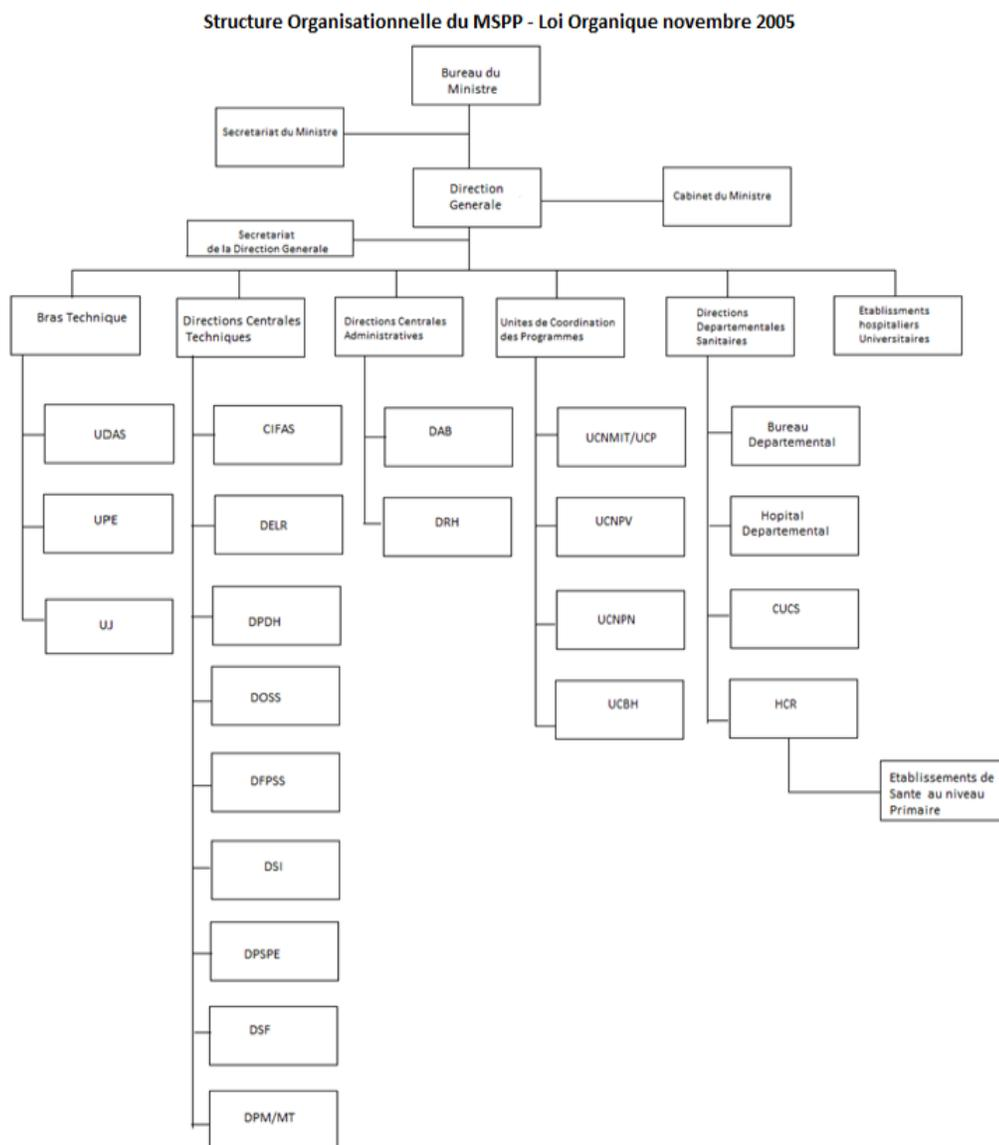 Structure Organisationnelle du MSPP - Loi Organique novembre 2005
Bureau du
Ministre
Secretariat du Ministre
Direction
Generale
Cabinet du Ministre
Secretariat
de la Direction Generale
Bras Technique
Directions Centrales
Techniques
Directions Centrales
Administratives
Unites de Coordination
des Programmes
Directions
Departementales
Sanitaires
Etablissments
hospitaliers
Universitaires
UDAS
UPE
UJ
CIFAS
DELR
DPDH
DOSS
DFPSS
DSI
DPSPE
DSF
DPM/MT
DAB
DRH
UCNMIT/UCP
UCNPV
UCNPN
UCBH
Bureau
Departemental
Hopital
Departemental
CUCS
HCR
Etablissements de
Sante au niveau
Primaire